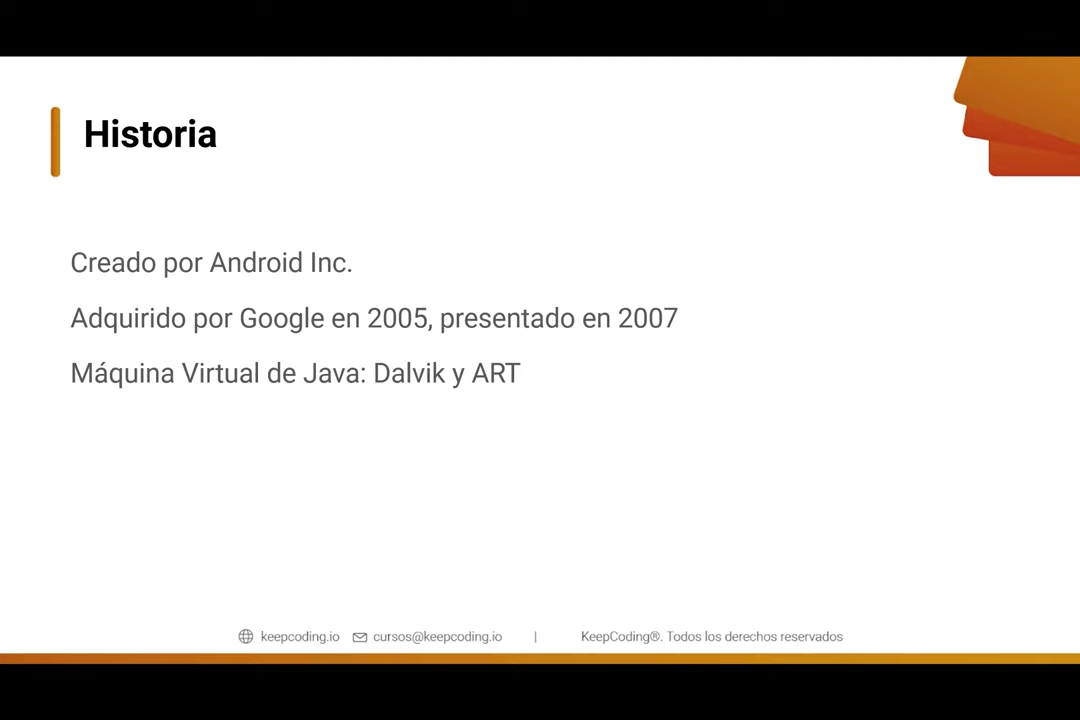 Historia
Creado por Android Inc.
Adquirido por Google en 2005, presentado en 2007
Máquina Virtual de Java: Dalvik y ART
keepcoding.io cursos@keepcoding.io | KeepCoding®. Todos los derechos reservados